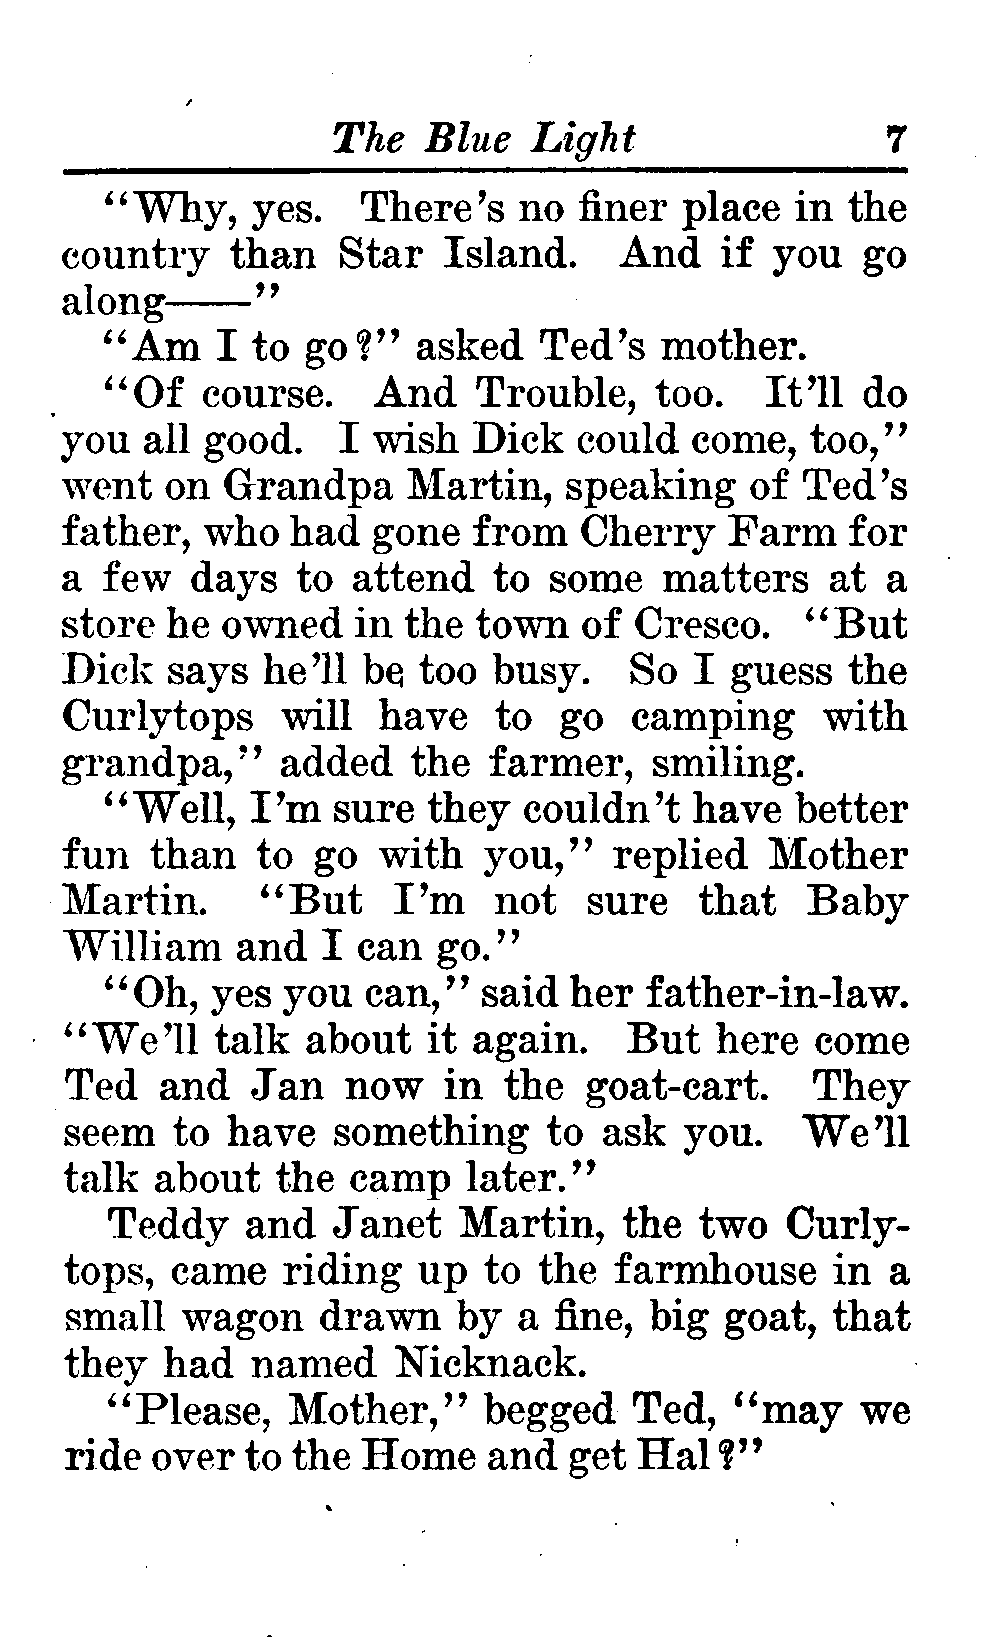 The Blue Light 7
"Why, yes. There's no finer place in the
country than Star Island. And if you go
along——"
"Am I to go?" asked Ted's mother.
"Of course. And Trouble, too. It'll do
you all good. I wish Dick could come, too,"
went on Grandpa Martin, speaking of Ted's
father, who had gone from Cherry Farm for
a few days to attend to some matters at a
store he owned in the town of Cresco. "But
Dick says he'll be too busy. So I guess the
Curlytops will have to go camping with
grandpa," added the farmer, smiling.
"Well, I'm sure they couldn't have better
fun than to go with you," replied Mother
Martin. "But I'm not sure that Baby
William and I can go."
"Oh, yes you can," said her father-in-law.
"We'll talk about it again. But here come
Ted and Jan now in the goat-cart. They
seem to have something to ask you. We'll
talk about the camp later."
Teddy and Janet Martin, the two Curly-
tops, came riding up to the farmhouse in a
small wagon drawn by a fine, big goat, that
they had named Nicknack.
"Please, Mother," begged Ted, "may we
ride over to the Home and get Hal?"